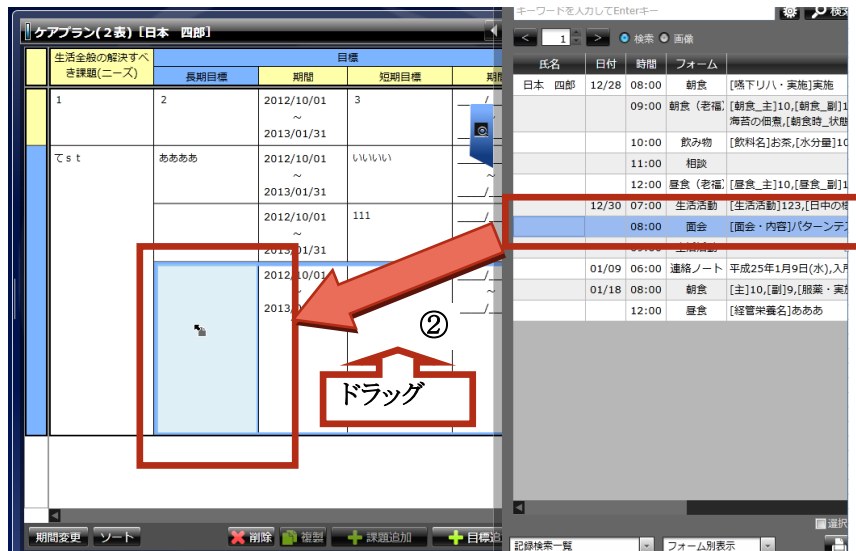 ケアプラン(2表)[日本 四郎]
生活全般の解決すべ
き課題(ニーズ)
目標
長期目標
期間
短期目標
期間
1
2
2012/10/01
～
2013/01/31
3
てｓｔ
ああああ
2012/10/01
～
2013/01/31
いいいい
2012/10/01
～
2013/01/31
111
2012/10/01
～
②
ドラッグ
期間変更
ソート
削除
複製
課題追加
目標追
キーワードを入力してEnterキー
検索
<
1
>
検索
画像
氏名
日付
時間
フォーム
日本 四郎 12/28 08:00 朝食 [嚥下リハ・実施]実施
09:00 朝食（老福） [朝食_主]10,[朝食_副]1
海苔の佃煮,[朝食時_状態
10:00 飲み物 [飲料名]お茶,[水分量]10
11:00 相談
12:00 昼食（老福） [昼食_主]10,[昼食_副]1
12/30 07:00 生活活動 [生活活動]123,[日中の様
08:00 面会 [面会・内容]パターンテス
01/09 06:00 連絡ノート 平成25年1月9日(水),入所
01/18 08:00 朝食 [主]10,[副]9,[服薬・実施
12:00 昼食 [経管栄養名]あああ
選択
記録検索一覧
フォーム別表示